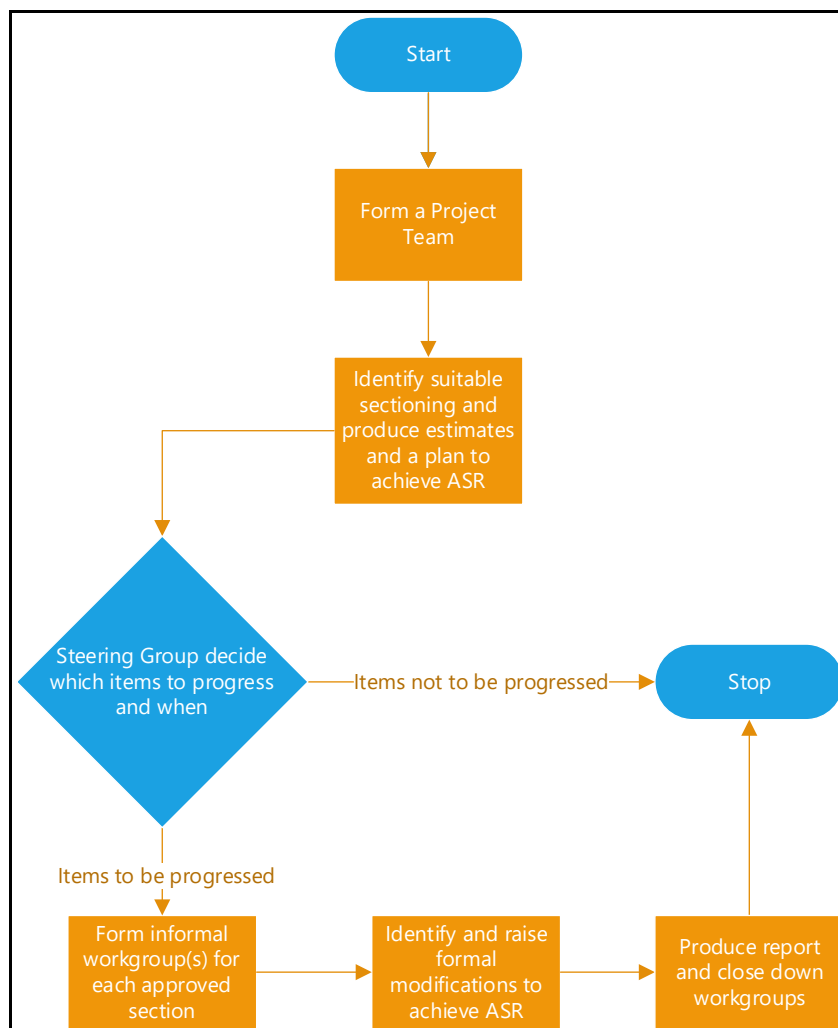 Start
Form a Project
Team
Identify suitable
sectioning and
produce estimates
and a plan to
achieve ASR
Steering Group decide
which items to progress
and when
Items not to be progressed
Stop
Items to be progressed
Form informal
workgroup(s) for
each approved
section
Identify and raise
formal
modifications to
achieve ASR
Produce report
and close down
workgroups